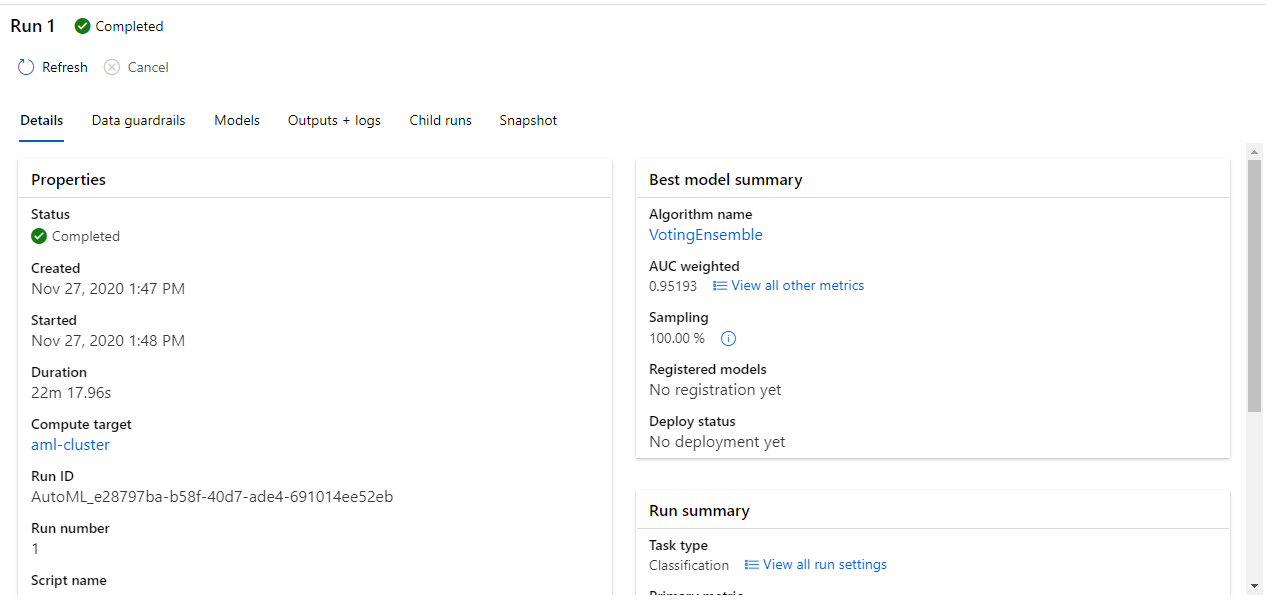 Run 1 Completed
Refresh Cancel
Details Data guardrails Models Outputs + logs Child runs Snapshot
Properties
Status
Completed
Created
Nov 27, 2020 1:47 PM
Started
Nov 27, 2020 1:48 PM
Duration
22m 17.96s
Compute target
aml-cluster
Run ID
AutoML_e28797ba-b58f-40d7-ade4-691014ee52eb
Run number
1
Script name
Best model summary
Algorithm name
VotingEnsemble
AUC weighted
0.95193 View all other metrics
Sampling
100.00 %
Registered models
No registration yet
Deploy status
No deployment yet
Run summary
Task type
Classification View all run settings
Primary metric